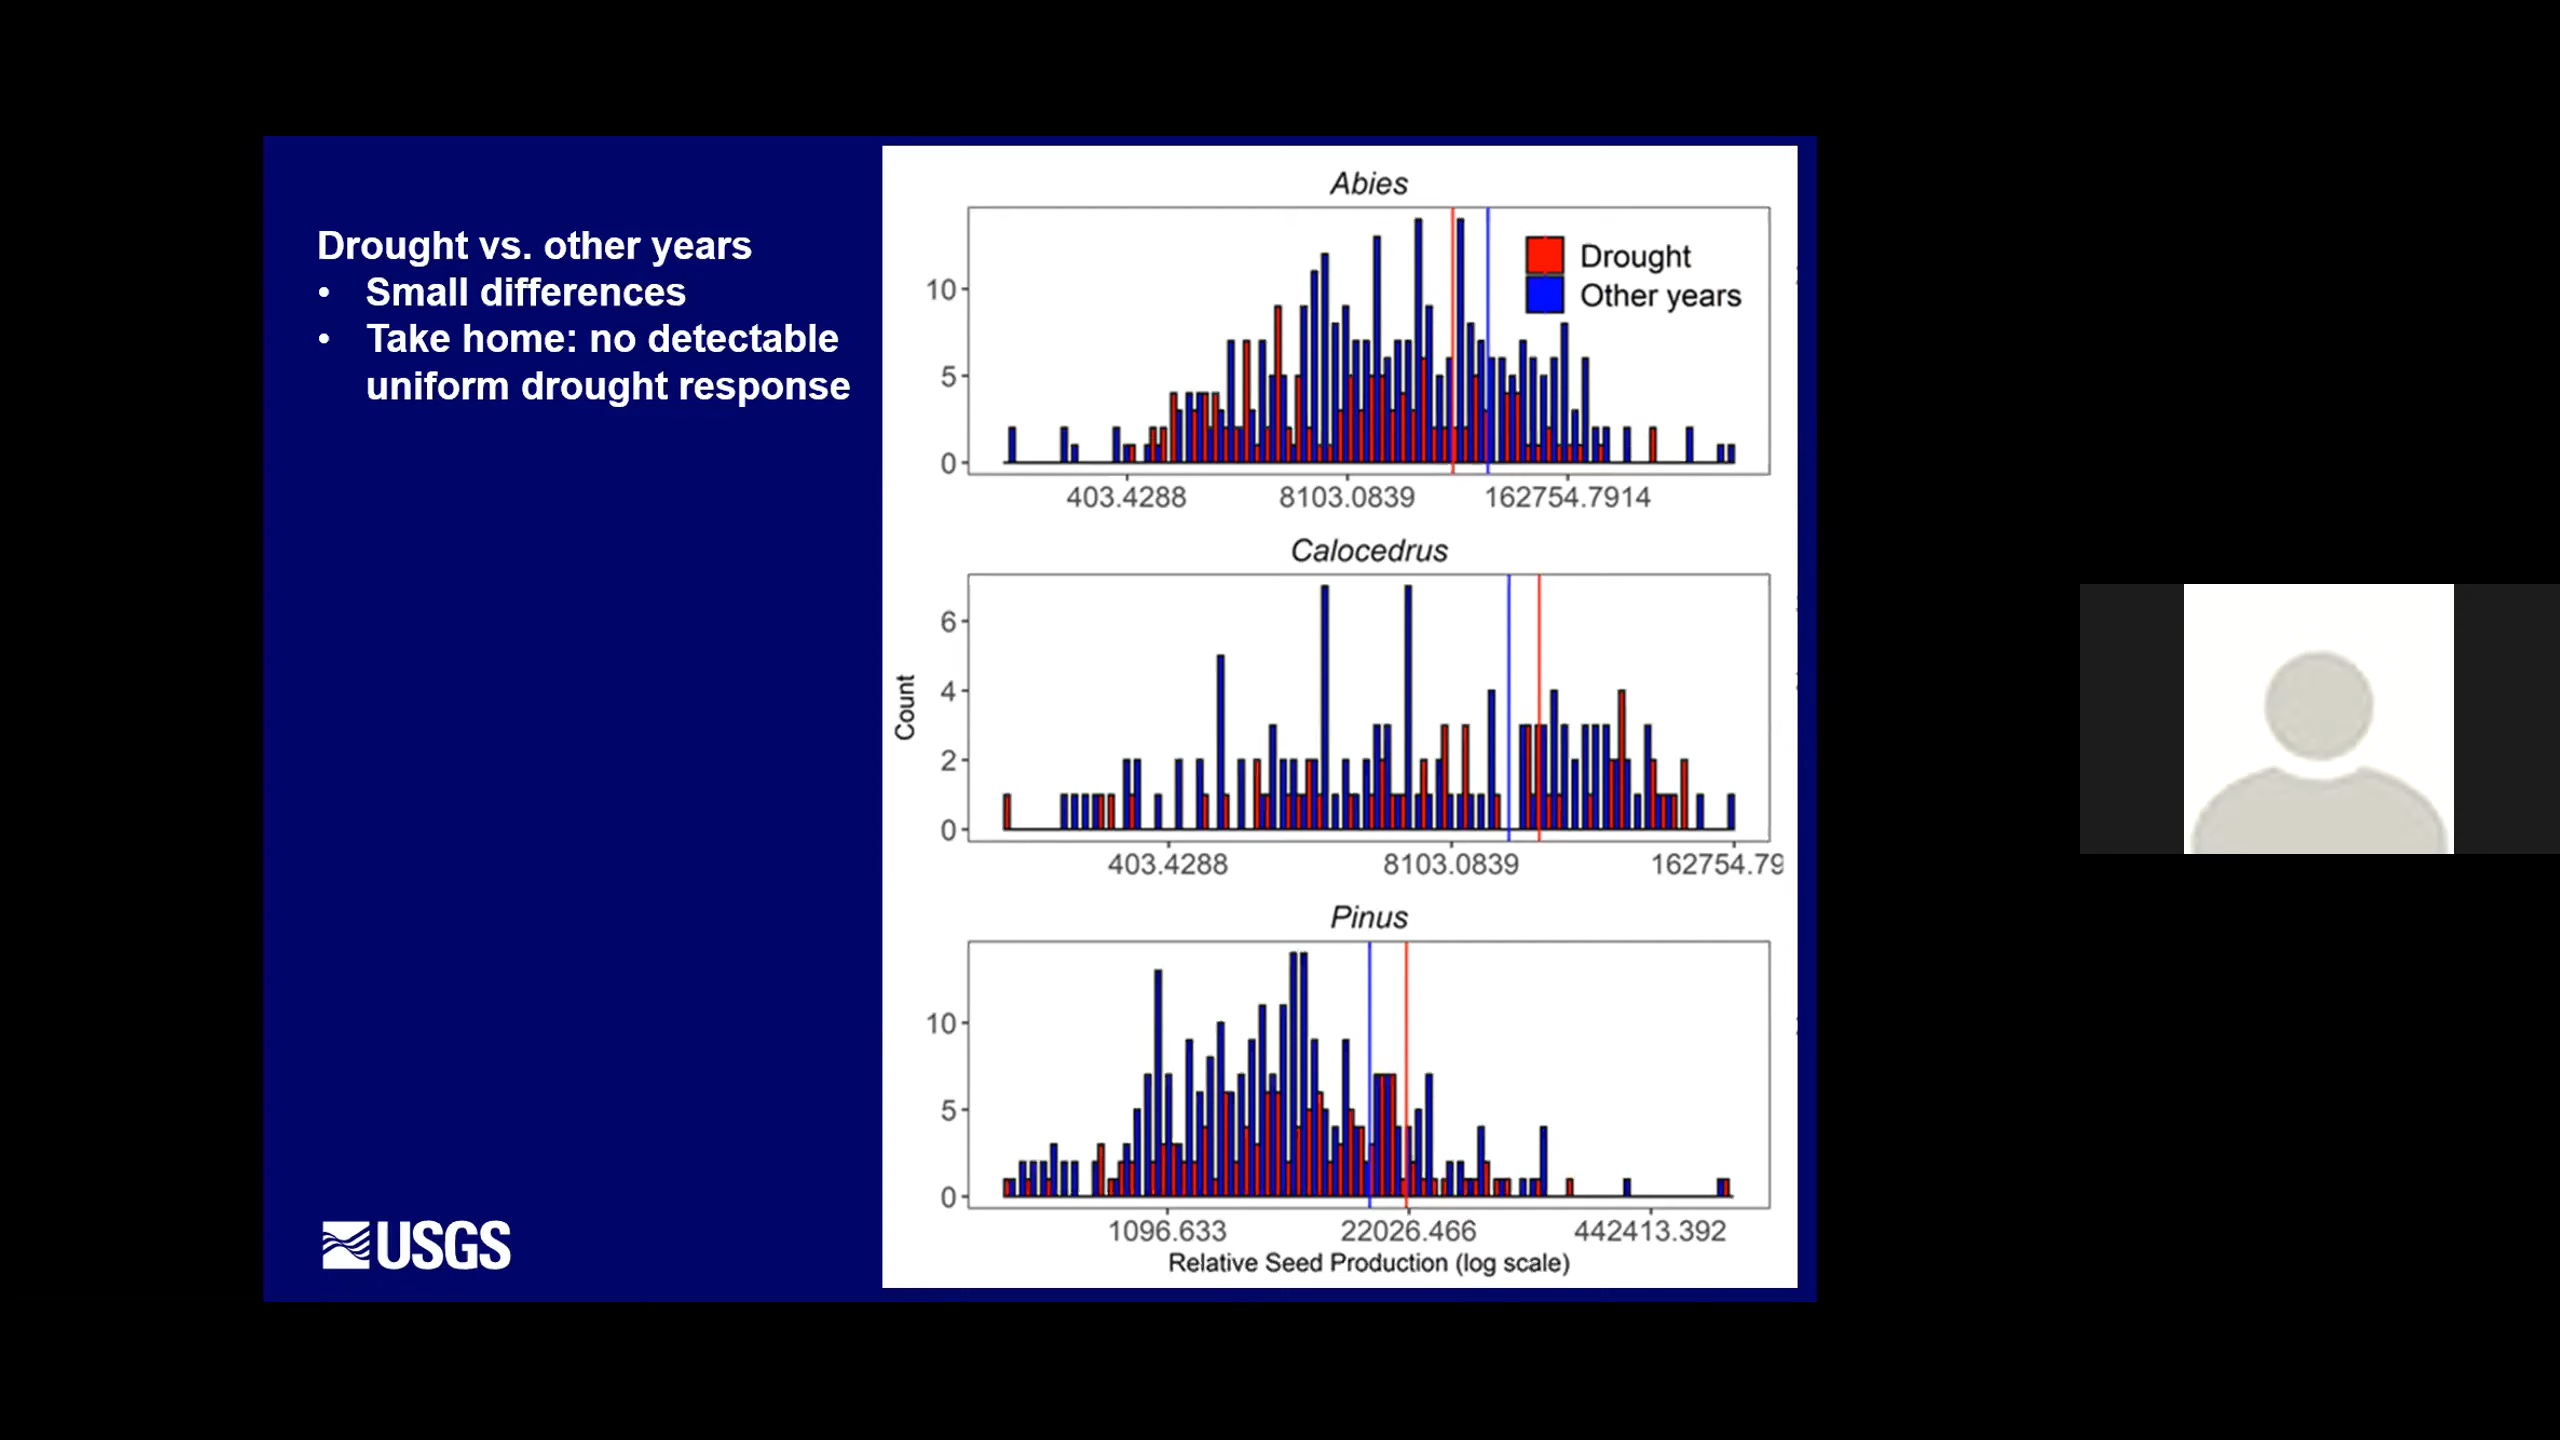 Drought vs. other years
• Small differences
• Take home: no detectable
uniform drought response
USGS
Abies
Drought
Other years
10
5
0
403.4288
8103.0839
162754.7914
Calocedrus
6
4
2
0
403.4288
8103.0839
162754.79
Count
Pinus
10
5
0
1096.633
22026.466
442413.392
Relative Seed Production (log scale)